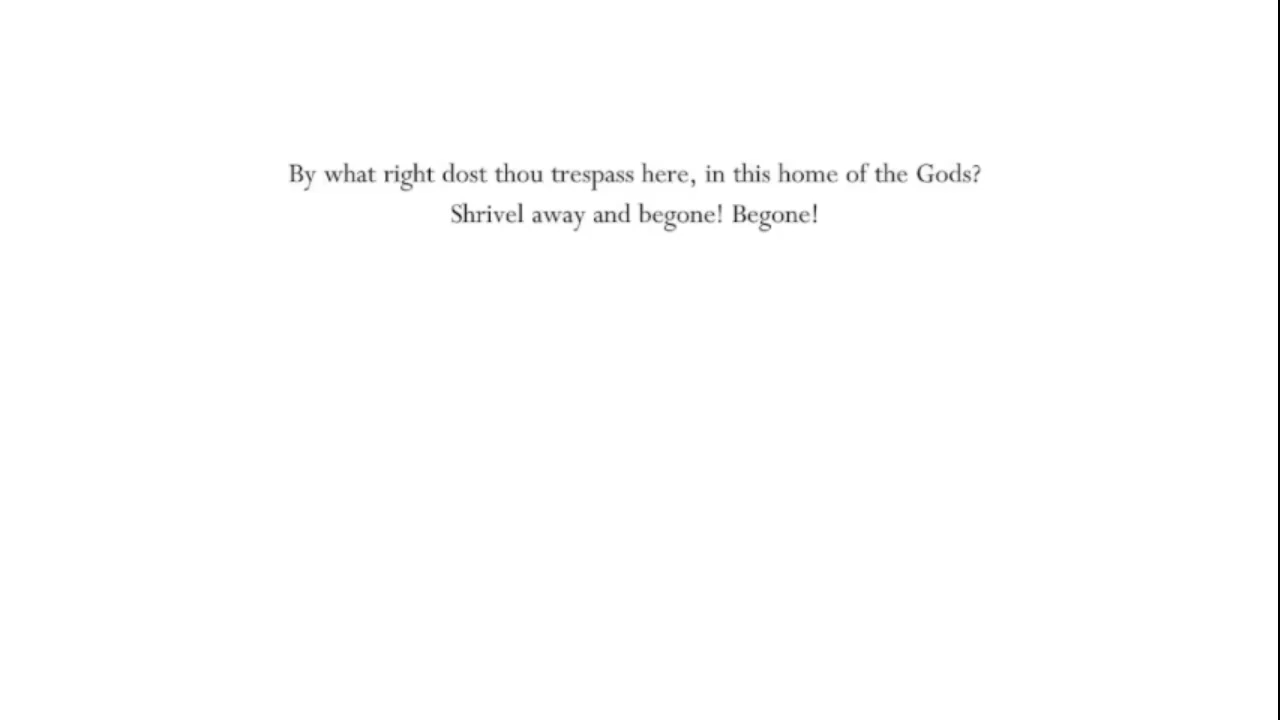 By what right dost thou trespass here, in this home of the Gods?
Shrivel away and begone! Begone!